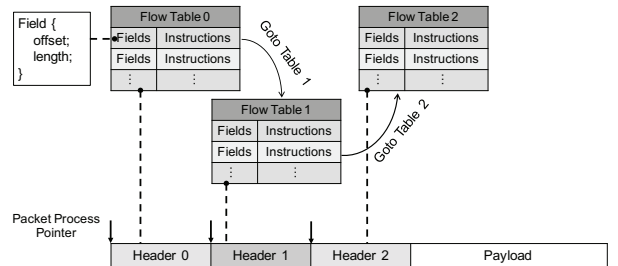 Field {
offset;
length;
}
Flow Table 0
Fields Instructions
Fields Instructions
⋮ ⋮
Goto Table 1
Flow Table 1
Fields Instructions
Fields Instructions
⋮ ⋮
Goto Table 2
Flow Table 2
Fields Instructions
Fields Instructions
⋮ ⋮
Packet Process
Pointer
Header 0 Header 1 Header 2 Payload